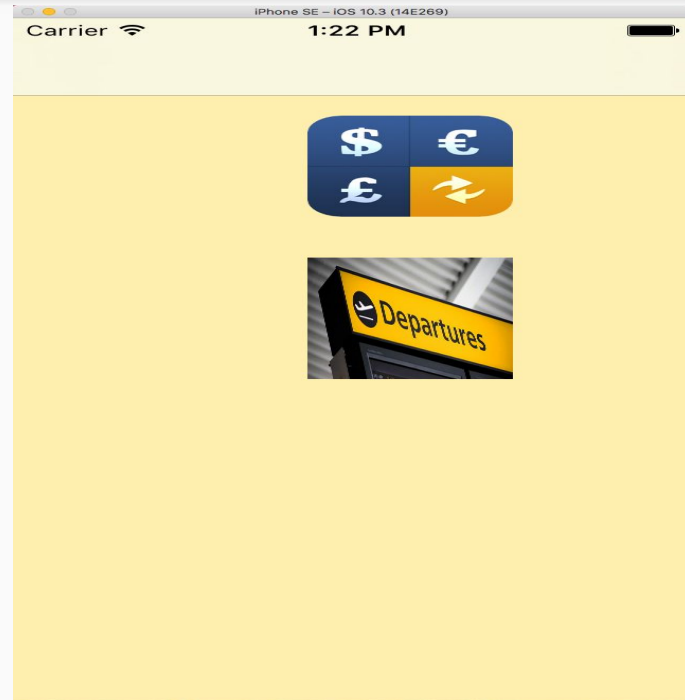 iPhone SE – iOS 10.3 (14E269)
Carrier 1:22 PM
$ €
£
Departures